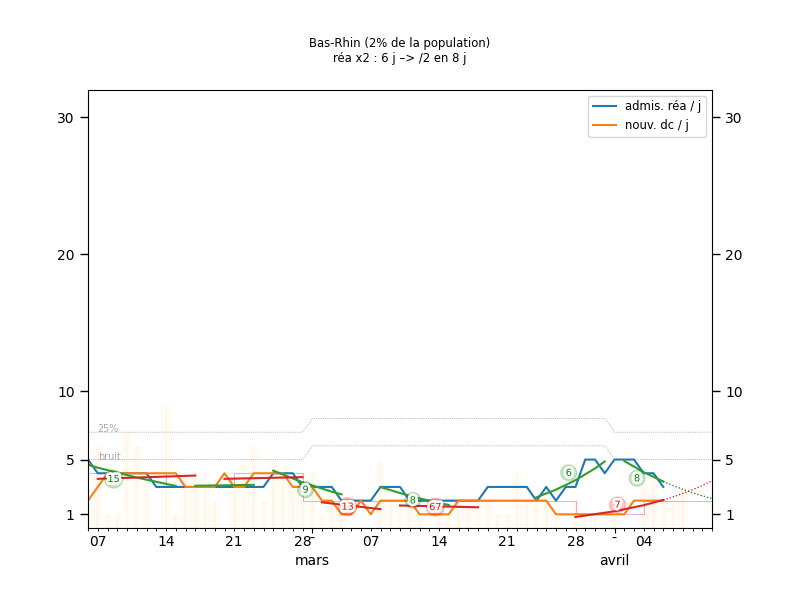 Bas-Rhin (2% de la population)
réa x2 : 6 j –> /2 en 8 j
admis. réa / j
nouv. dc / j
30 30
20 20
10 10
25%
bruit
5 5
1 1
15 9 13 8 67 6 7 8
07 14 21 28 07 14 21 28 04
mars avril